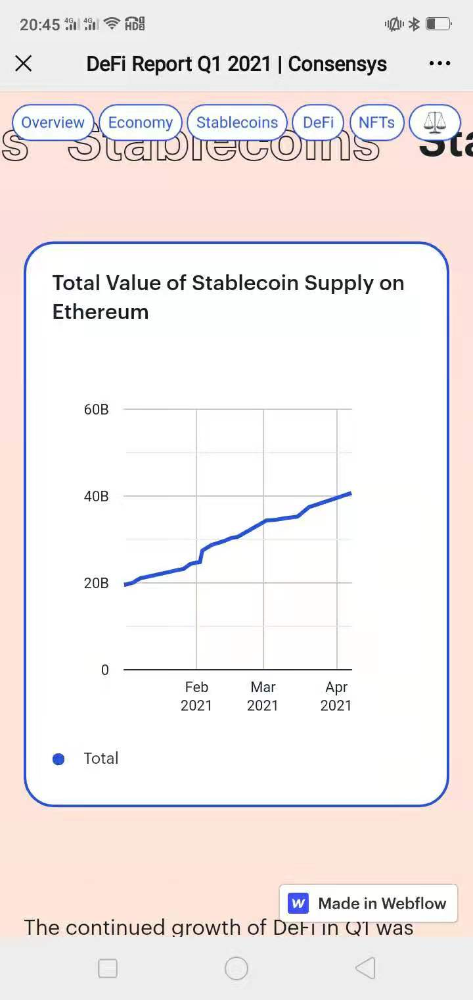 20:45 4G 4G HD 1 2
DeFi Report Q1 2021 | Consensys
Overview Economy Stablecoins DeFi NFTs
s Stablecoins Sta
Total Value of Stablecoin Supply on
Ethereum
60B
40B
20B
0
Feb Mar Apr
2021 2021 2021
Total
W Made in Webflow
The continued growth of DeFi in Q1 was